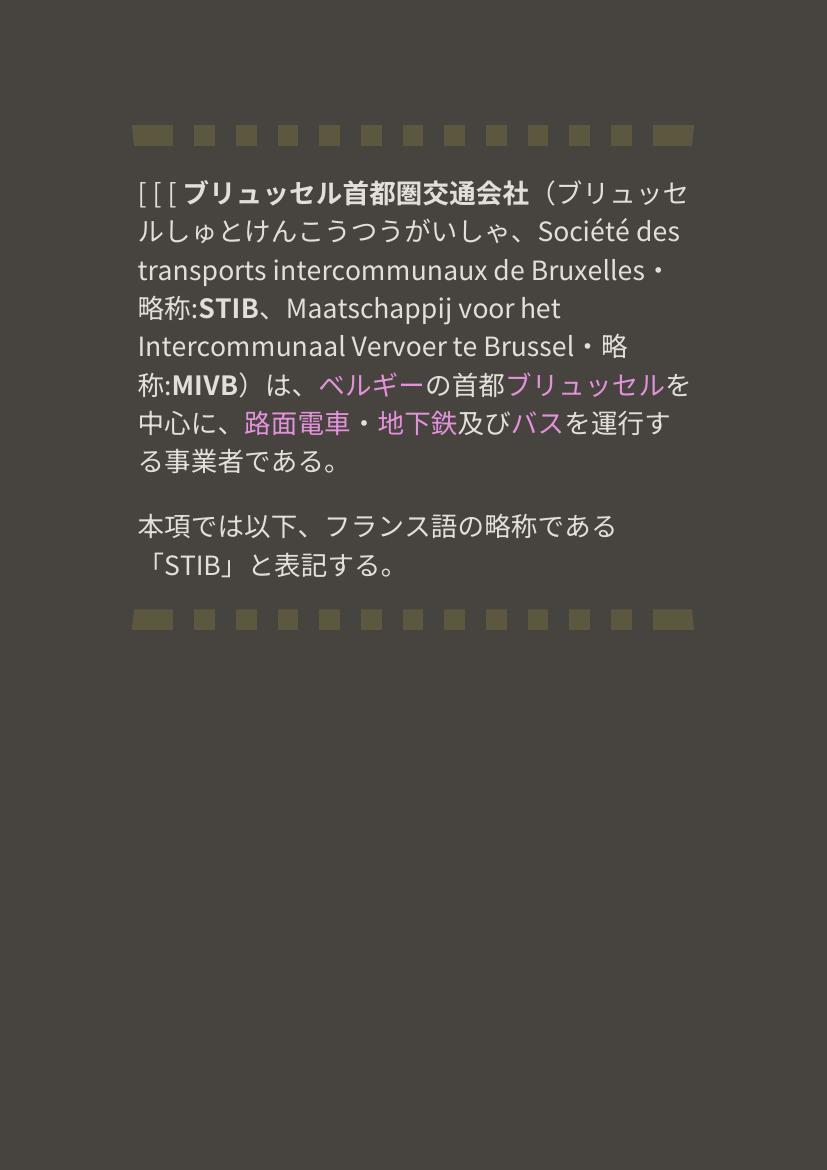 [ [ [ ブリュッセル首都圏交通会社（ブリュッセ
ルしゅとけんこうつうがいしゃ、Société des
transports intercommunaux de Bruxelles・
略称:STIB、Maatschappij voor het
Intercommunaal Vervoer te Brussel・略
称:MIVB）は、ベルギーの首都ブリュッセルを
中心に、路面電車・地下鉄及びバスを運行す
る事業者である。
本項では以下、フランス語の略称である
「STIB」と表記する。